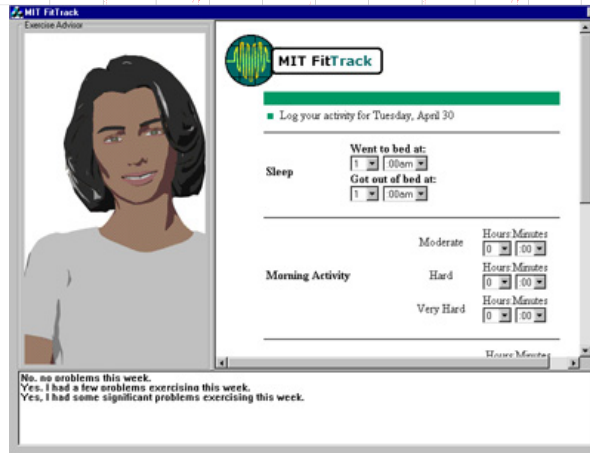 MIT FitTrack
Exercise Advisor
MIT FitTrack
Log your activity for Tuesday, April 30
Sleep
Went to bed at:
1 :00am
Got out of bed at:
1 :00am
Morning Activity
Moderate
Hours:Minutes
0 :00
Hard
Hours:Minutes
0 :00
Very Hard
Hours:Minutes
0 :00
Hours:Minutes
No, no problems this week.
Yes, I had a few problems exercising this week.
Yes, I had some significant problems exercising this week.